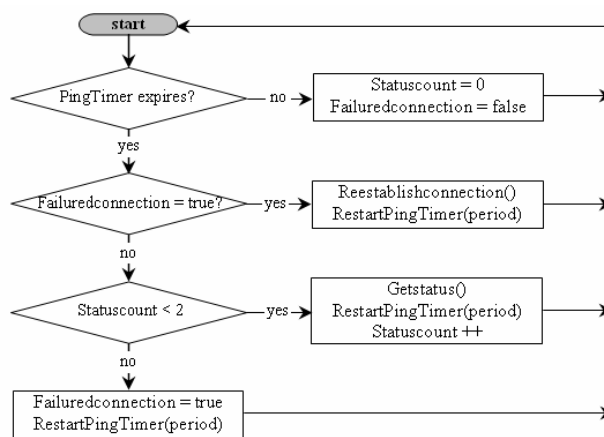 start
PingTimer expires?
no
Statuscount = 0
Failuredconnection = false
yes
Failuredconnection = true?
yes
Reestablishconnection()
RestartPingTimer(period)
no
Statuscount < 2
yes
Getstatus()
RestartPingTimer(period)
Statuscount ++
no
Failuredconnection = true
RestartPingTimer(period)